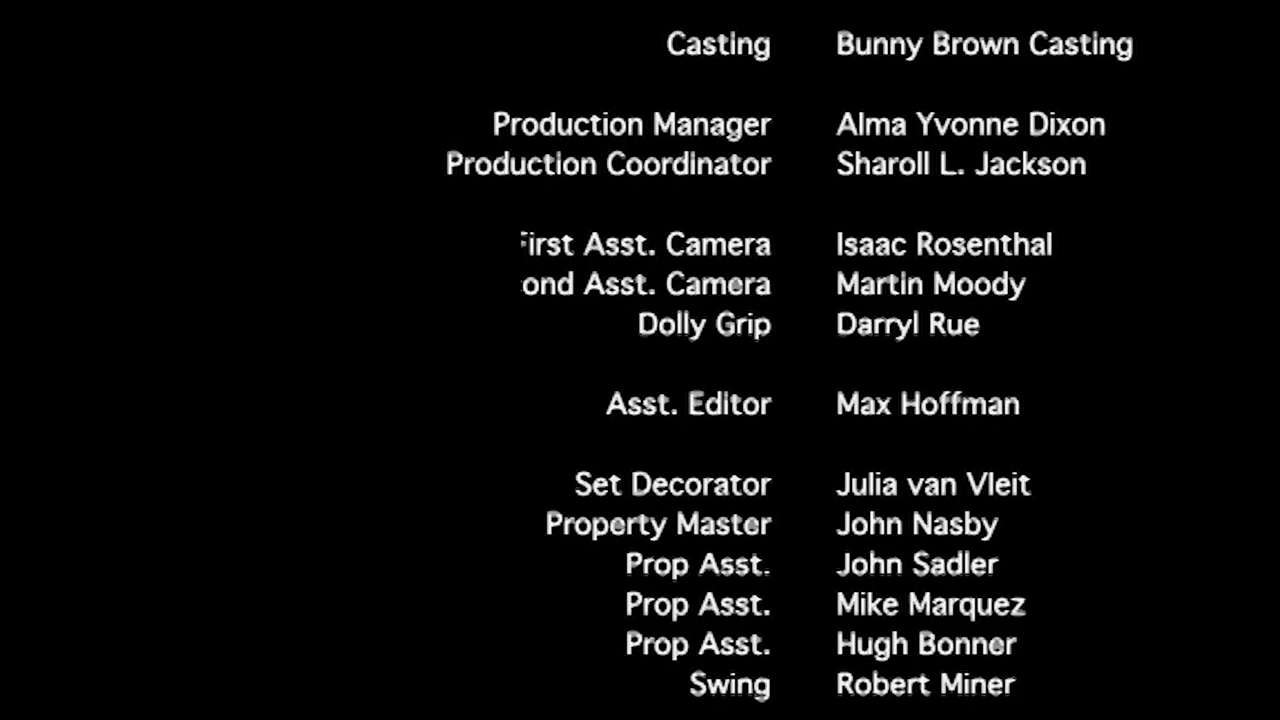 Casting Bunny Brown Casting
Production Manager Alma Yvonne Dixon
Production Coordinator Sharoll L. Jackson
First Asst. Camera Isaac Rosenthal
ond Asst. Camera Martin Moody
Dolly Grip Darryl Rue
Asst. Editor Max Hoffman
Set Decorator Julia van Vleit
Property Master John Nasby
Prop Asst. John Sadler
Prop Asst. Mike Marquez
Prop Asst. Hugh Bonner
Swing Robert Miner